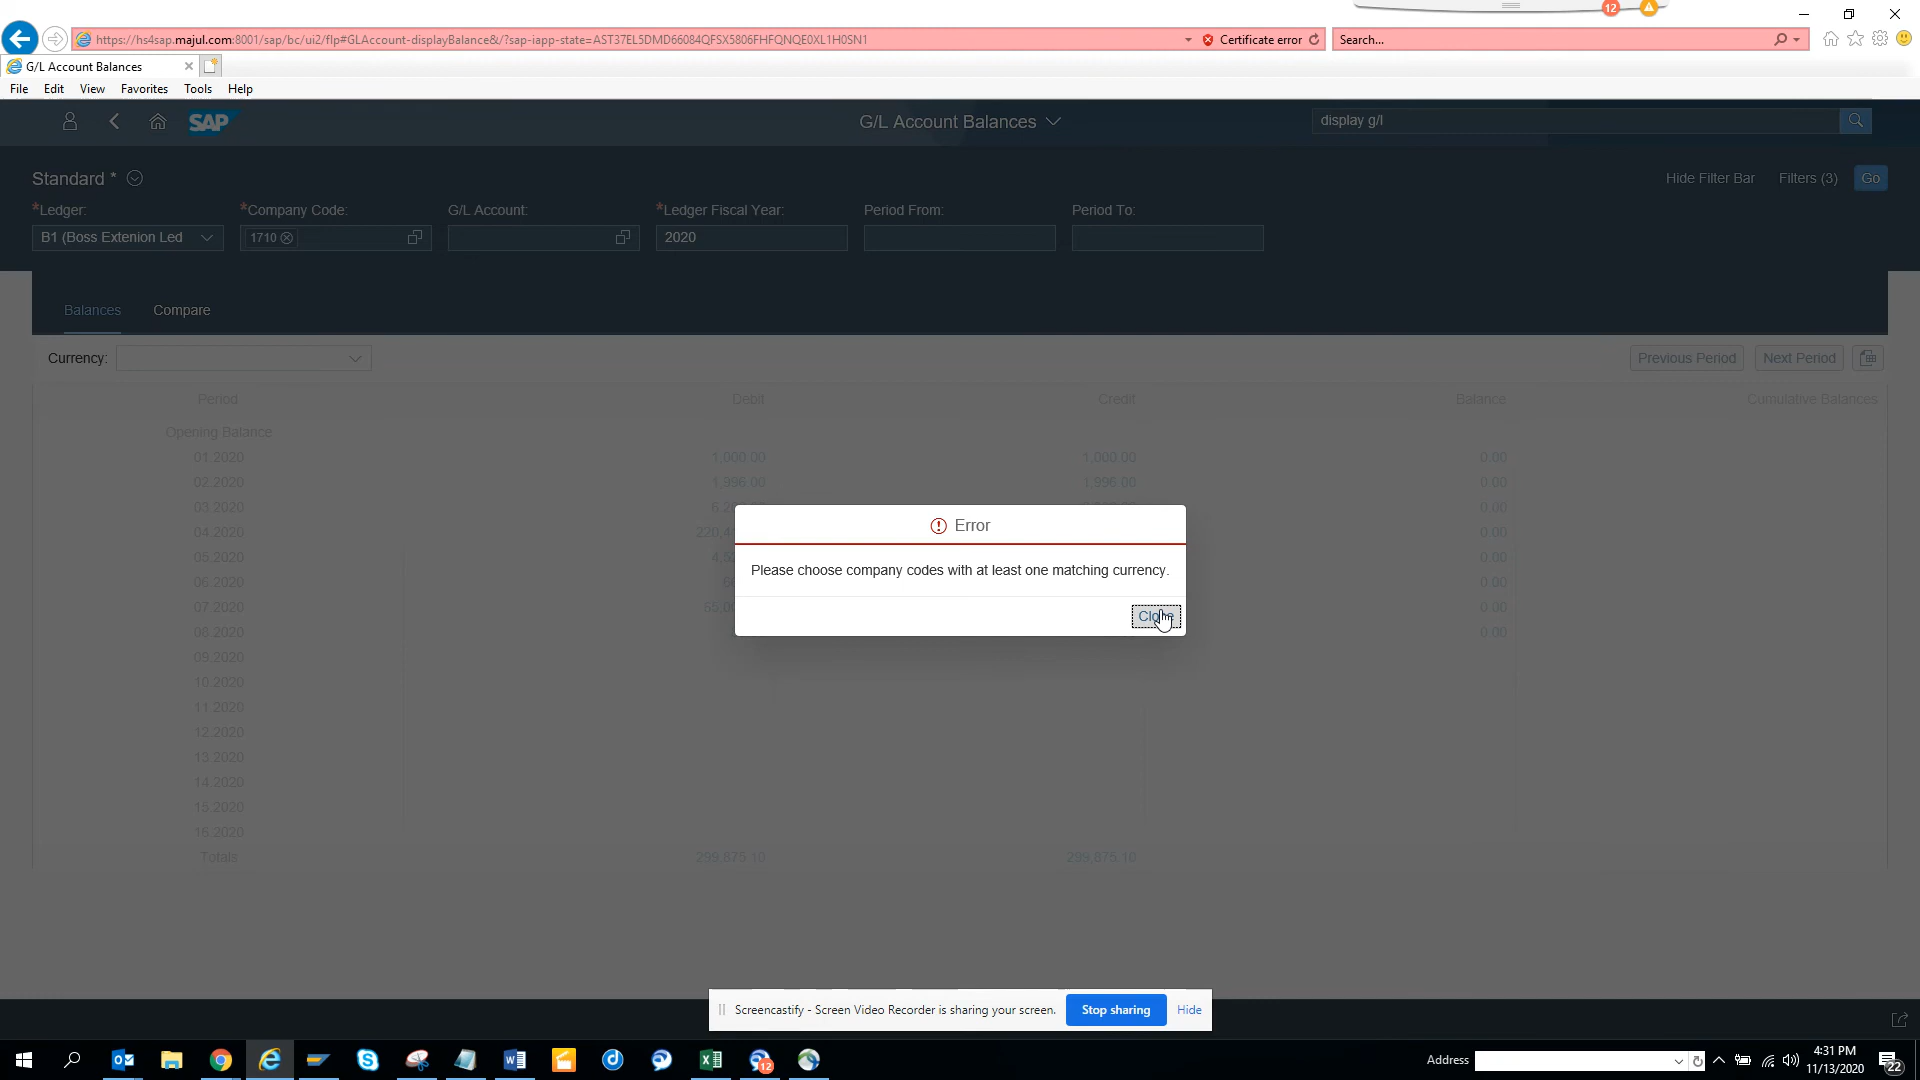 12
https://hs4sap.majul.com:8001/sap/bc/ui2/flp#GLAccount-displayBalance&/?sap-iapp-state=AST37EL5DMD66084QFSX5806FHFQNQE0XL1H0SN1
Certificate error
Search...
G/L Account Balances
File Edit View Favorites Tools Help
SAP
G/L Account Balances
display g/l
Standard *
Hide Filter Bar
Filters (3)
Go
*Ledger:
*Company Code:
G/L Account:
*Ledger Fiscal Year:
Period From:
Period To:
B1 (Boss Extenion Led
1710
2020
Balances
Compare
Currency:
Previous Period
Next Period
Period Debit Credit Balance Cumulative Balances
Opening Balance
01.2020 1,000.00 1,000.00 0.00
02.2020 1,996.00 1,996.00 0.00
03.2020 0.00
04.2020 0.00
05.2020 0.00
06.2020 0.00
07.2020 0.00
08.2020 0.00
09.2020
10.2020
11.2020
12.2020
13.2020
14.2020
15.2020
16.2020
Totals 299,875.10 299,875.10
Error
Please choose company codes with at least one matching currency.
Close
Screencastify - Screen Video Recorder is sharing your screen.
Stop sharing
Hide
12
Address
4:31 PM
11/13/2020
22